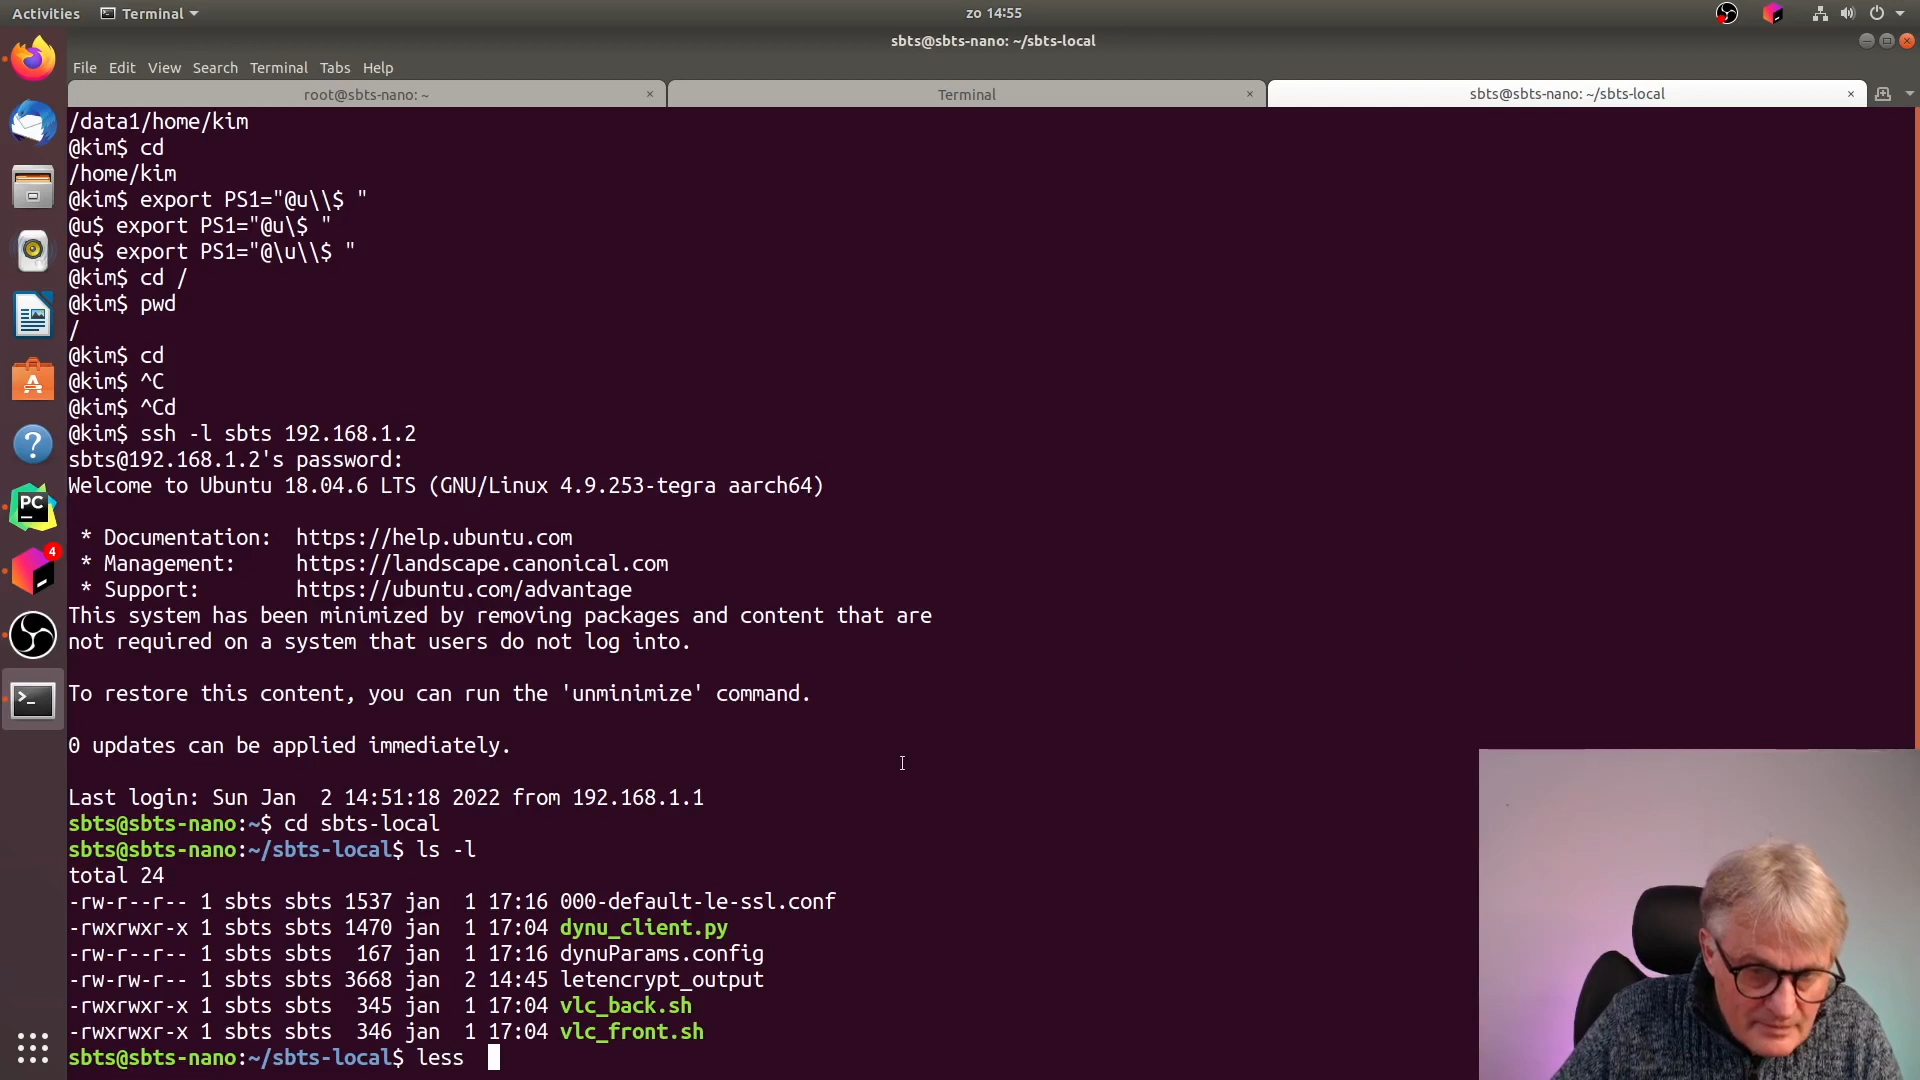 Activities Terminal zo 14:55
sbts@sbts-nano: ~/sbts-local
File Edit View Search Terminal Tabs Help
root@sbts-nano: ~ × Terminal × sbts@sbts-nano: ~/sbts-local ×
/data1/home/kim
@kim$ cd
/home/kim
@kim$ export PS1="@u\\$ "
@u$ export PS1="@u\$ "
@u$ export PS1="@\u\\$ "
@kim$ cd /
@kim$ pwd
/
@kim$ cd
@kim$ ^C
@kim$ ^Cd
@kim$ ssh -l sbts 192.168.1.2
sbts@192.168.1.2's password:
Welcome to Ubuntu 18.04.6 LTS (GNU/Linux 4.9.253-tegra aarch64)
* Documentation: https://help.ubuntu.com
* Management: https://landscape.canonical.com
* Support: https://ubuntu.com/advantage
This system has been minimized by removing packages and content that are
not required on a system that users do not log into.
To restore this content, you can run the 'unminimize' command.
0 updates can be applied immediately.
Last login: Sun Jan 2 14:51:18 2022 from 192.168.1.1
sbts@sbts-nano:~$ cd sbts-local
sbts@sbts-nano:~/sbts-local$ ls -l
total 24
-rw-r--r-- 1 sbts sbts 1537 jan 1 17:16 000-default-le-ssl.conf
-rwxrwxr-x 1 sbts sbts 1470 jan 1 17:04 dynu_client.py
-rw-r--r-- 1 sbts sbts 167 jan 1 17:16 dynuParams.config
-rw-rw-r-- 1 sbts sbts 3668 jan 2 14:45 letencrypt_output
-rwxrwxr-x 1 sbts sbts 345 jan 1 17:04 vlc_back.sh
-rwxrwxr-x 1 sbts sbts 346 jan 1 17:04 vlc_front.sh
sbts@sbts-nano:~/sbts-local$ less
PC
4